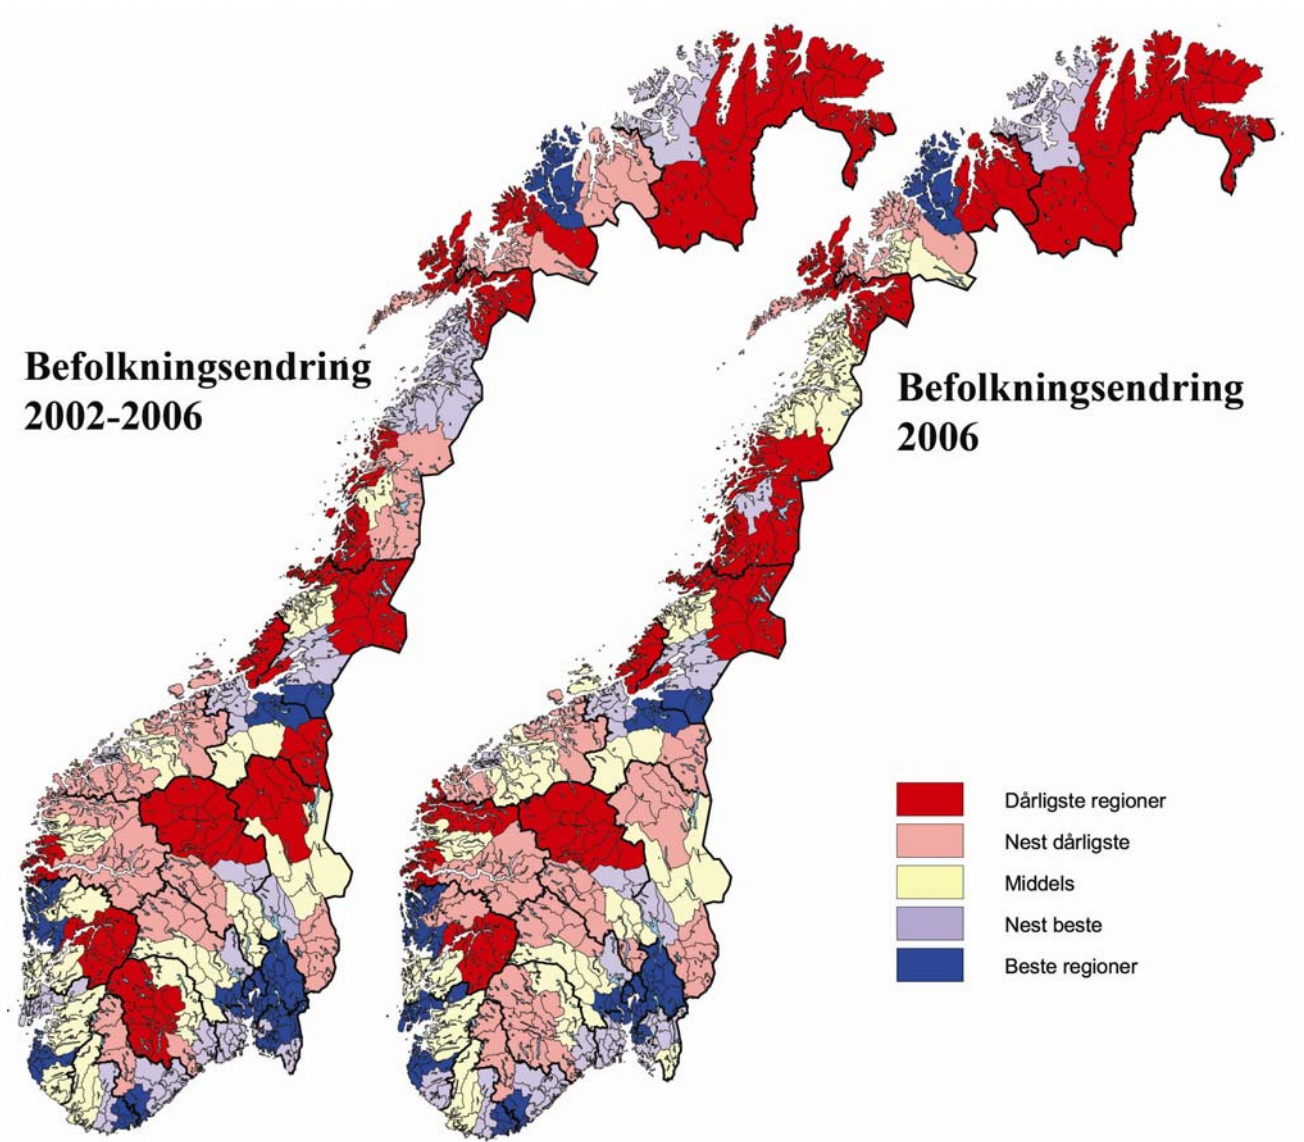 Befolkningsendring
2002-2006
Befolkningsendring
2006
Dårligste regioner
Nest dårligste
Middels
Nest beste
Beste regioner